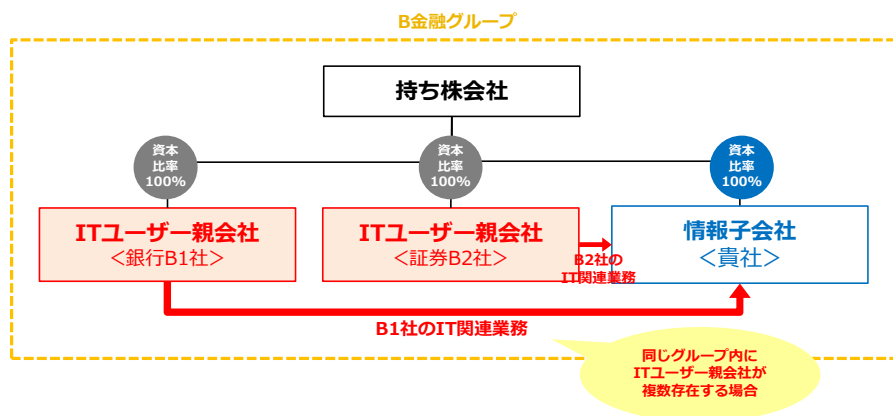 B金融グループ
持ち株会社
資本
比率
100%
資本
比率
100%
資本
比率
100%
ITユーザー親会社
＜銀行B1社＞
ITユーザー親会社
＜証券B2社＞
情報子会社
＜貴社＞
B2社の
IT関連業務
B1社のIT関連業務
同じグループ内に
ITユーザー親会社が
複数存在する場合